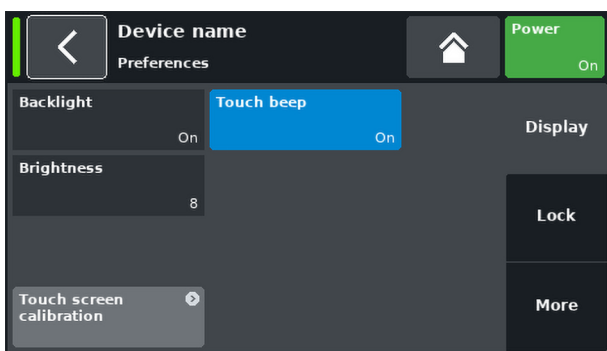 Device name
Preferences
Power
On
Backlight
On
Touch beep
On
Display
Brightness
8
Lock
Touch screen
calibration
More